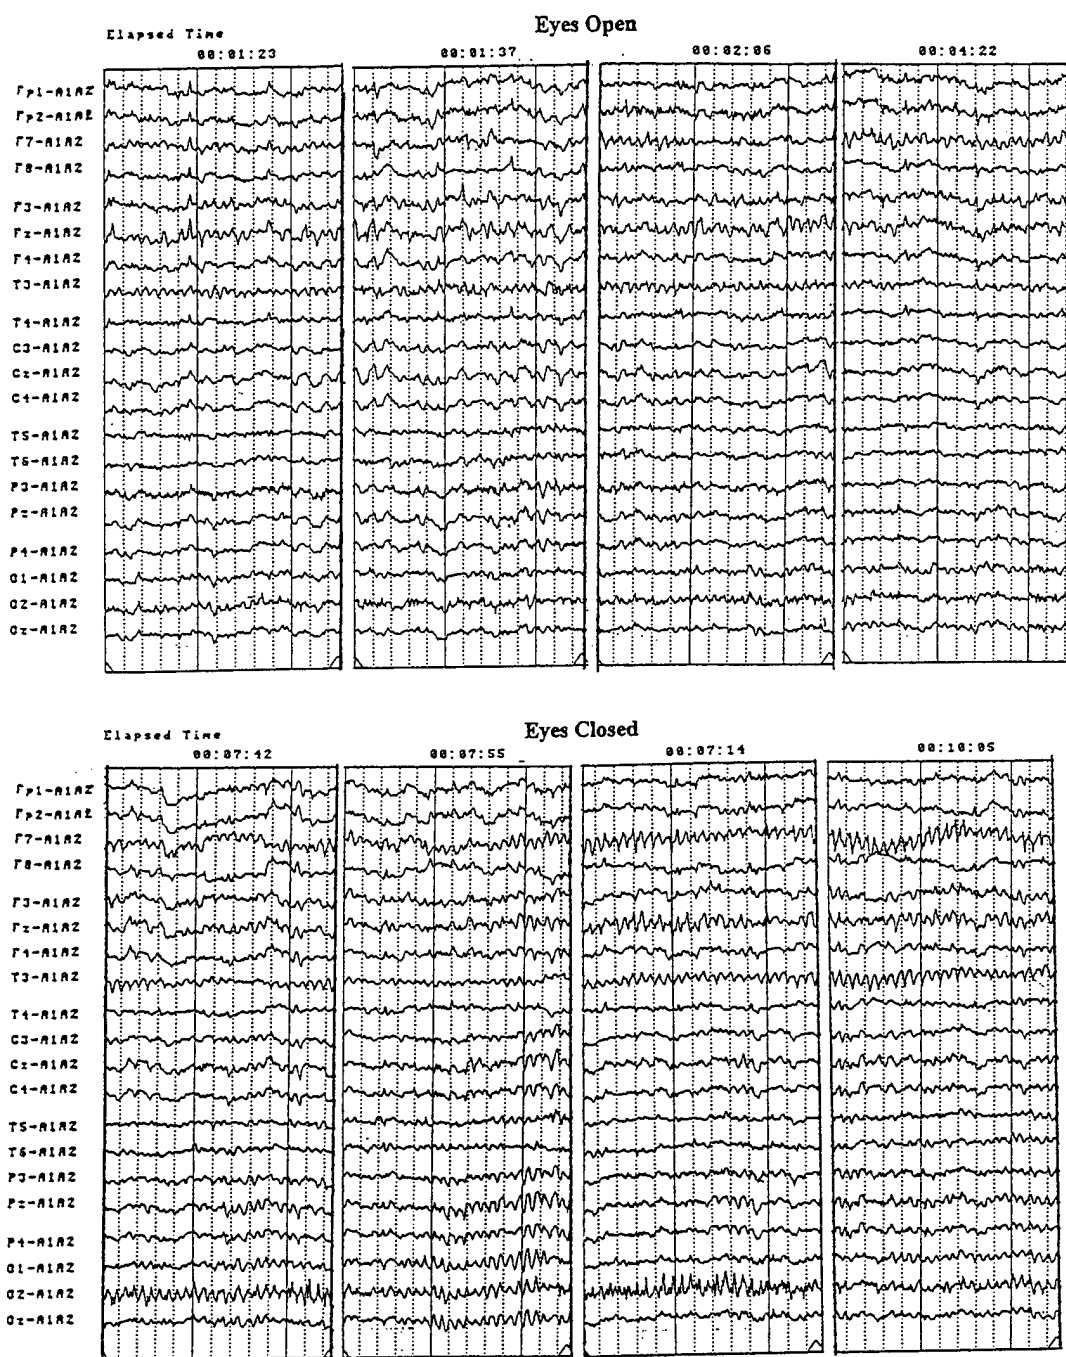 Eyes Open
Elapsed Time
00:01:23 00:01:37 00:02:06 00:04:22
Fp1-A1A2
Fp2-A1A2
F7-A1A2
F8-A1A2
F3-A1A2
Fz-A1A2
F4-A1A2
T3-A1A2
T4-A1A2
C3-A1A2
Cz-A1A2
C4-A1A2
T5-A1A2
T6-A1A2
P3-A1A2
Pz-A1A2
P4-A1A2
O1-A1A2
O2-A1A2
Oz-A1A2
Eyes Closed
Elapsed Time
00:07:42 00:07:55 00:07:14 00:10:05
Fp1-A1A2
Fp2-A1A2
F7-A1A2
F8-A1A2
F3-A1A2
Fz-A1A2
F4-A1A2
T3-A1A2
T4-A1A2
C3-A1A2
Cz-A1A2
C4-A1A2
T5-A1A2
T6-A1A2
P3-A1A2
Pz-A1A2
P4-A1A2
O1-A1A2
O2-A1A2
Oz-A1A2